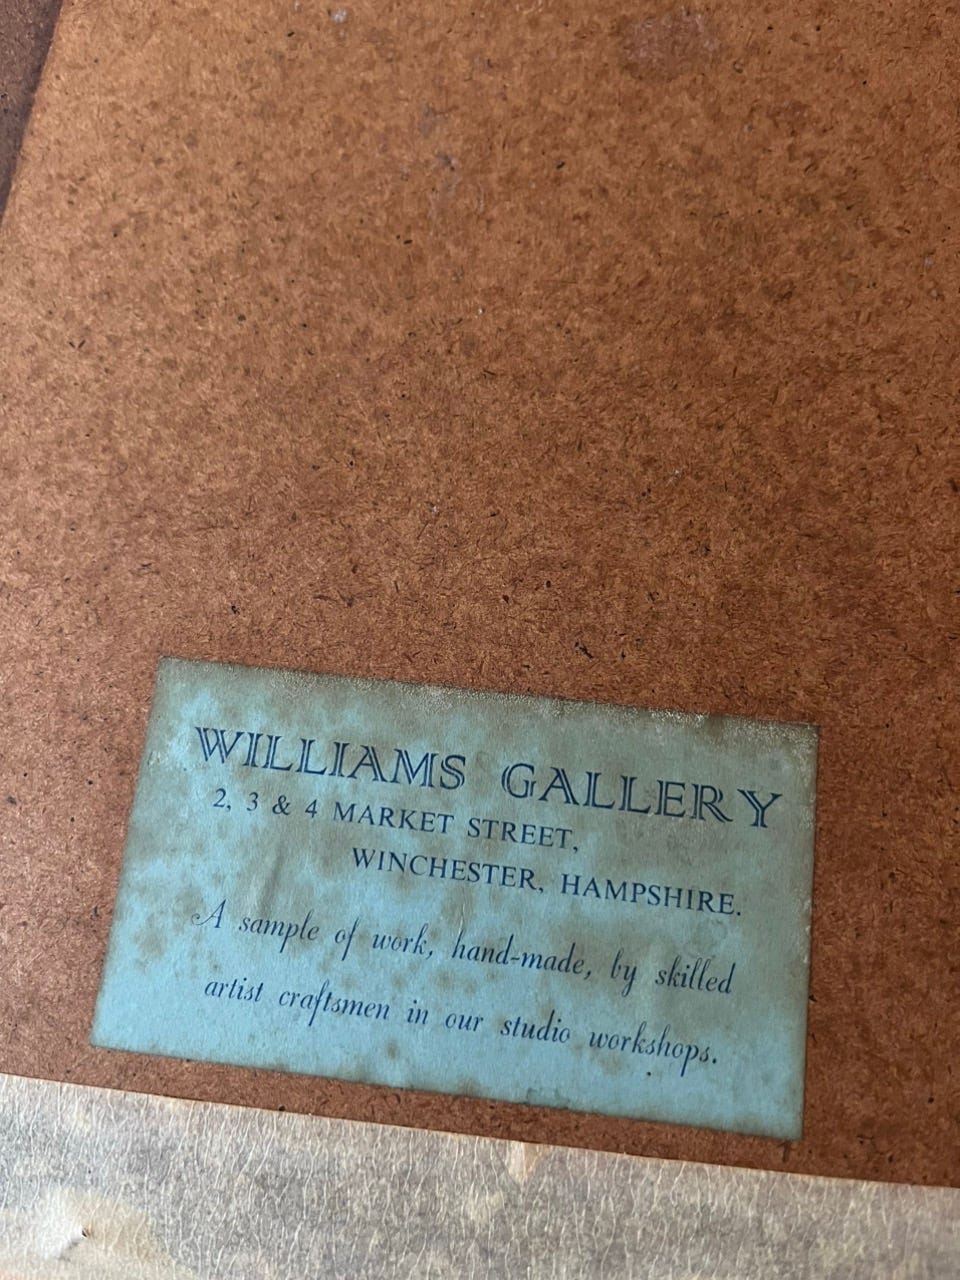 WILLIAMS GALLERY
2, 3 & 4 MARKET STREET,
WINCHESTER, HAMPSHIRE.
A sample of work, hand-made, by skilled
artist craftsmen in our studio workshops.